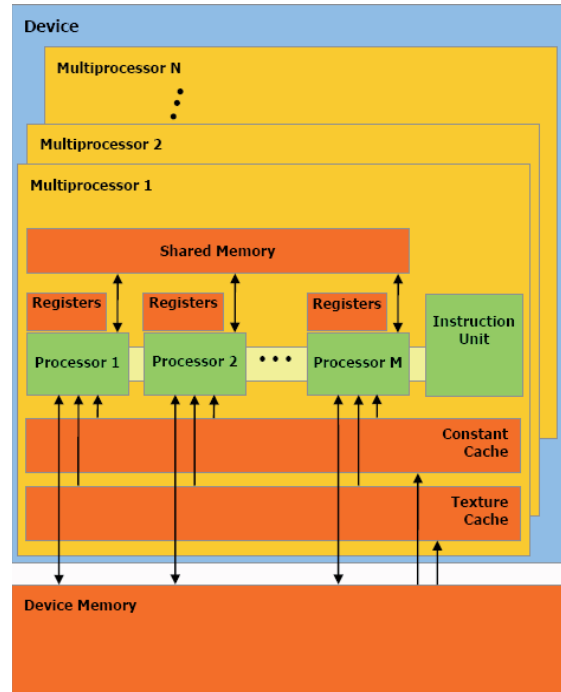 Device
Multiprocessor N
Multiprocessor 2
Multiprocessor 1
Shared Memory
Registers
Registers
Registers
Instruction
Unit
Processor 1
Processor 2
Processor M
Constant
Cache
Texture
Cache
Device Memory